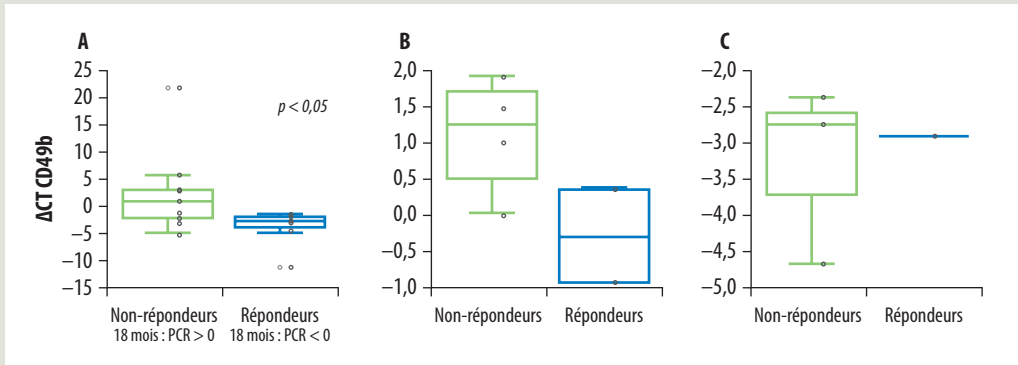 A
B
C
ΔCT CD49b
25
20
15
10
5
0
−5
−10
−15
p < 0,05
Non-répondeurs
18 mois : PCR > 0
Répondeurs
18 mois : PCR < 0
2,0
1,5
1,0
0,5
0,0
−0,5
−1,0
Non-répondeurs
Répondeurs
−2,0
−2,5
−3,0
−3,5
−4,0
−4,5
−5,0
Non-répondeurs
Répondeurs